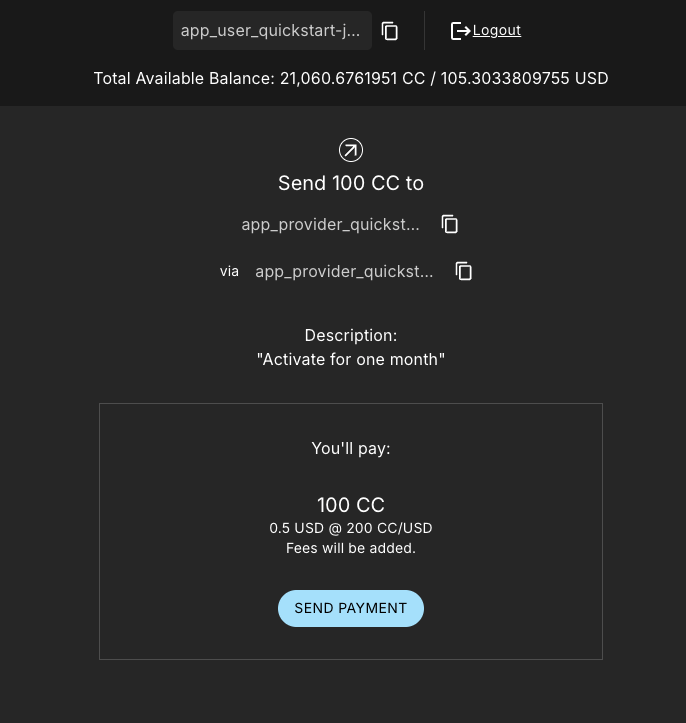 app_user_quickstart-j...
Logout
Total Available Balance: 21,060.6761951 CC / 105.3033809755 USD
Send 100 CC to
app_provider_quickst...
via app_provider_quickst...
Description:
"Activate for one month"
You'll pay:
100 CC
0.5 USD @ 200 CC/USD
Fees will be added.
SEND PAYMENT